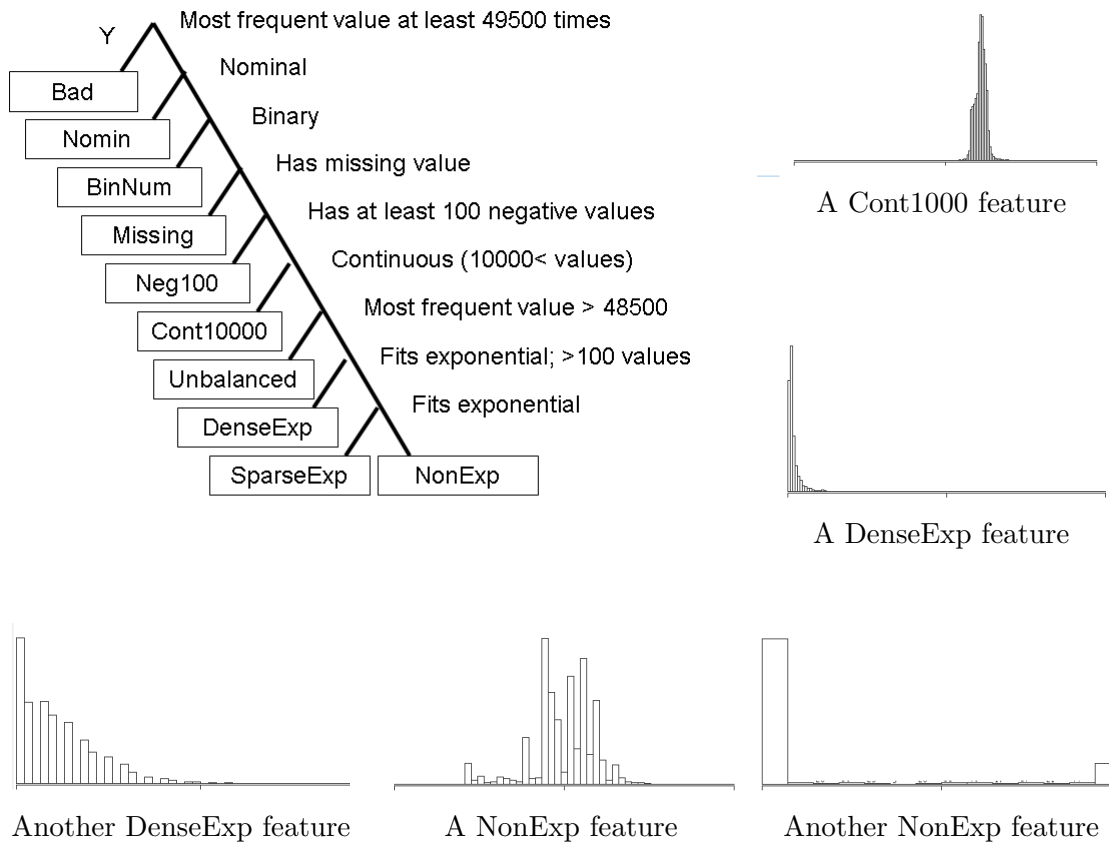 Most frequent value at least 49500 times
Y
Nominal
Bad
Binary
Nomin
Has missing value
BinNum
Has at least 100 negative values
Missing
Continuous (10000< values)
Neg100
Most frequent value > 48500
Cont10000
Fits exponential; >100 values
Unbalanced
Fits exponential
DenseExp
SparseExp
NonExp
A Cont1000 feature
A DenseExp feature
Another DenseExp feature
A NonExp feature
Another NonExp feature